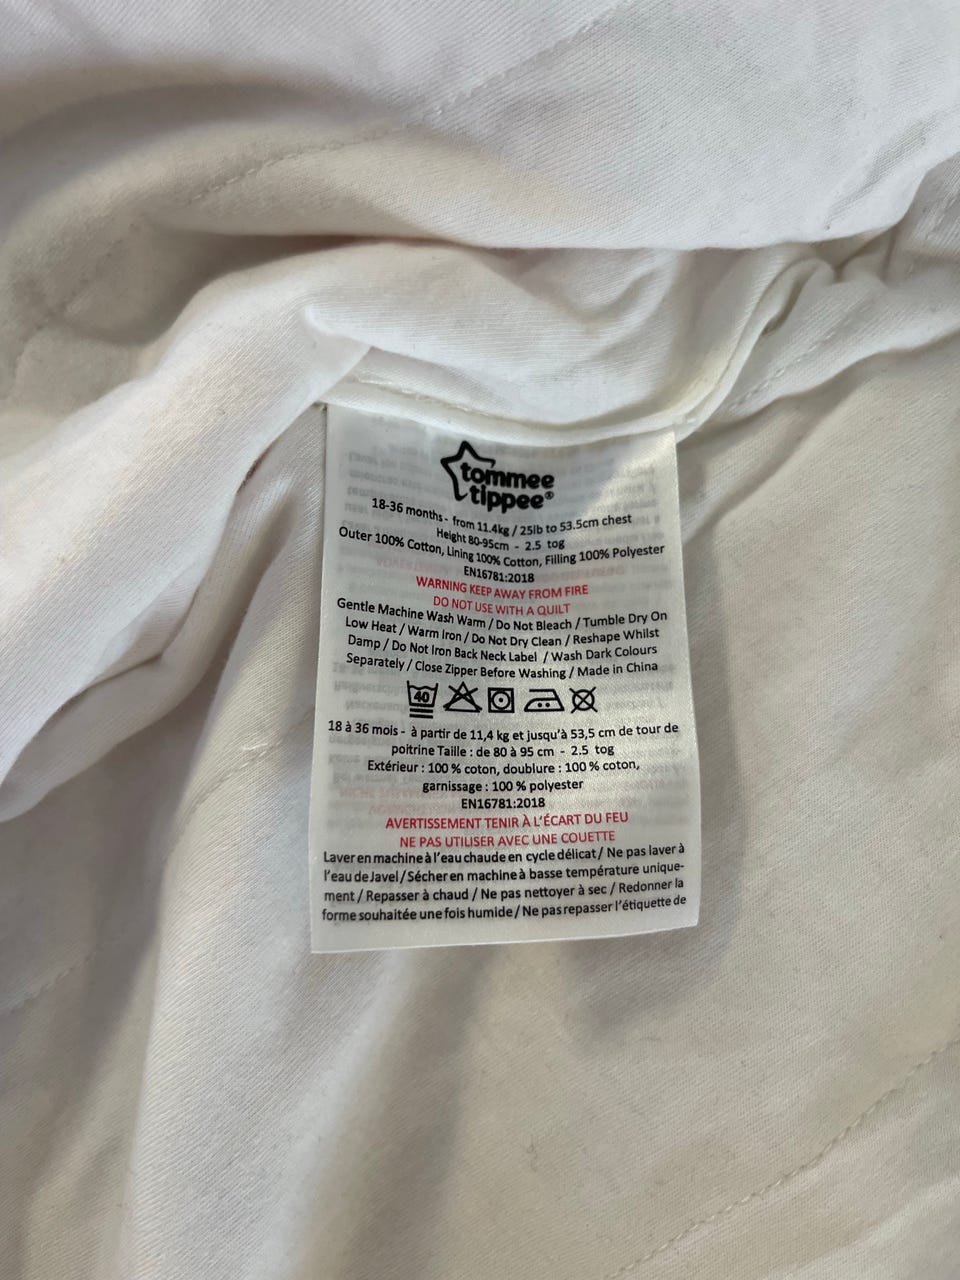 tommee
tippee®
18-36 months - from 11.4kg / 25lb to 53.5cm chest
Height 80-95cm - 2.5 tog
Outer 100% Cotton, Lining 100% Cotton, Filling 100% Polyester
EN16781:2018
WARNING KEEP AWAY FROM FIRE
DO NOT USE WITH A QUILT
Gentle Machine Wash Warm / Do Not Bleach / Tumble Dry On
Low Heat / Warm Iron / Do Not Dry Clean / Reshape Whilst
Damp / Do Not Iron Back Neck Label / Wash Dark Colours
Separately / Close Zipper Before Washing / Made in China
40
18 à 36 mois - à partir de 11,4 kg et jusqu'à 53,5 cm de tour de
poitrine Taille : de 80 à 95 cm - 2.5 tog
Extérieur : 100 % coton, doublure : 100 % coton,
garnissage : 100 % polyester
EN16781:2018
AVERTISSEMENT TENIR À L'ÉCART DU FEU
NE PAS UTILISER AVEC UNE COUETTE
Laver en machine à l'eau chaude en cycle délicat / Ne pas laver à
l'eau de Javel / Sécher en machine à basse température unique-
ment / Repasser à chaud / Ne pas nettoyer à sec / Redonner la
forme souhaitée une fois humide / Ne pas repasser l'étiquette de